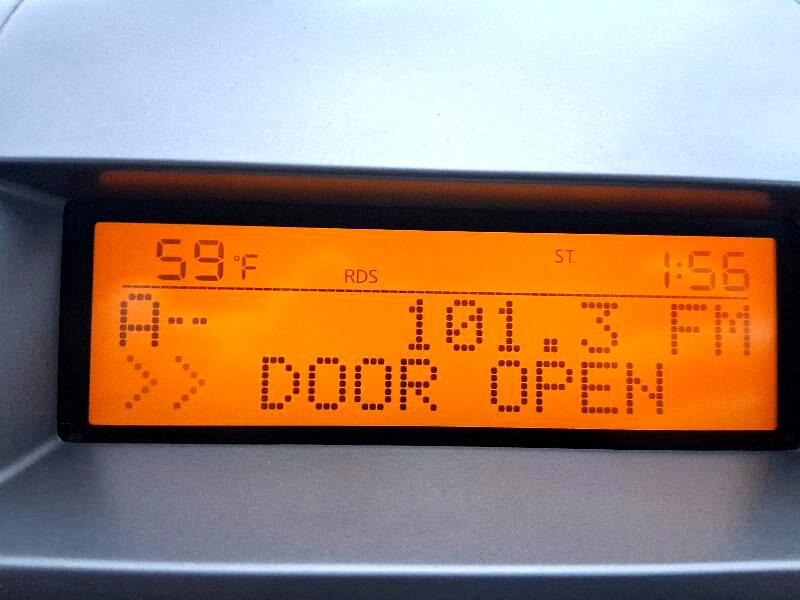 59°F RDS ST. 1:56
A-- 101.3 FM
>> DOOR OPEN